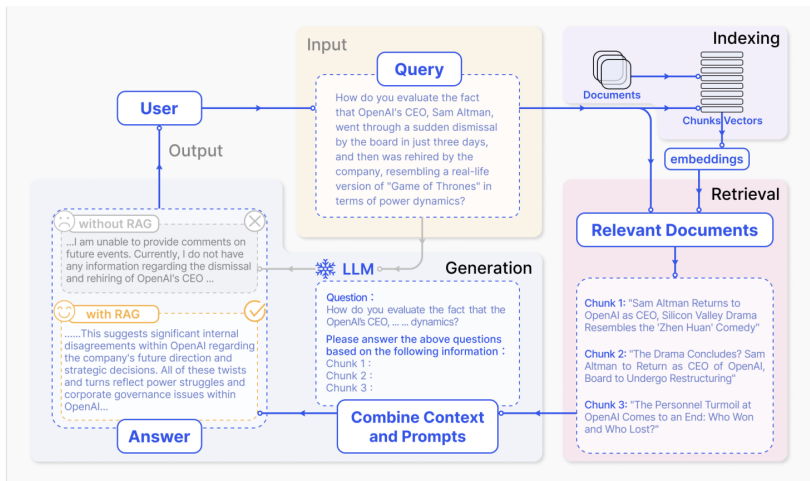 Input
Indexing
Query
User
Documents
Chunks Vectors
How do you evaluate the fact
that OpenAI's CEO, Sam Altman,
went through a sudden dismissal
by the board in just three days,
and then was rehired by the
company, resembling a real-life
version of "Game of Thrones" in
terms of power dynamics?
Output
embeddings
Retrieval
Relevant Documents
without RAG
...I am unable to provide comments on
future events. Currently, I do not have
any information regarding the dismissal
and rehiring of OpenAI's CEO ...
LLM
Generation
Question :
How do you evaluate the fact that the
OpenAI's CEO, ... ... dynamics?
Please answer the above questions
based on the following information :
Chunk 1 :
Chunk 2 :
Chunk 3 :
Chunk 1: "Sam Altman Returns to
OpenAI as CEO, Silicon Valley Drama
Resembles the 'Zhen Huan' Comedy"
Chunk 2: "The Drama Concludes? Sam
Altman to Return as CEO of OpenAI,
Board to Undergo Restructuring"
Chunk 3: "The Personnel Turmoil at
OpenAI Comes to an End: Who Won
and Who Lost?"
with RAG
......This suggests significant internal
disagreements within OpenAI regarding
the company's future direction and
strategic decisions. All of these twists
and turns reflect power struggles and
corporate governance issues within
OpenAI...
Answer
Combine Context
and Prompts